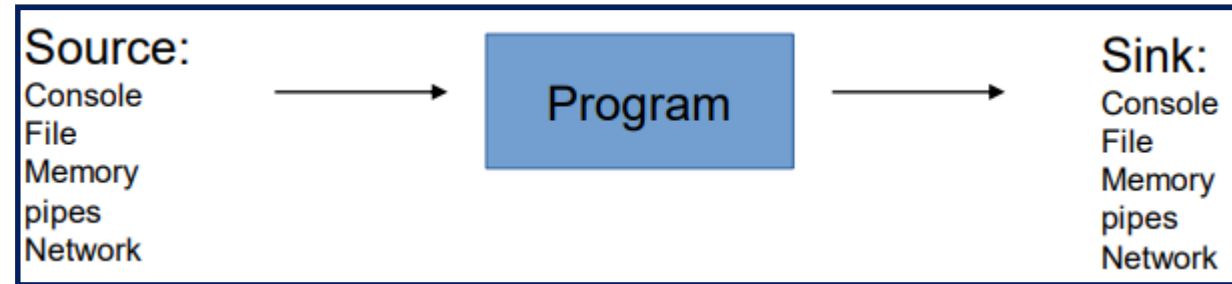 Source:
Console
File
Memory
pipes
Network
Program
Sink:
Console
File
Memory
pipes
Network